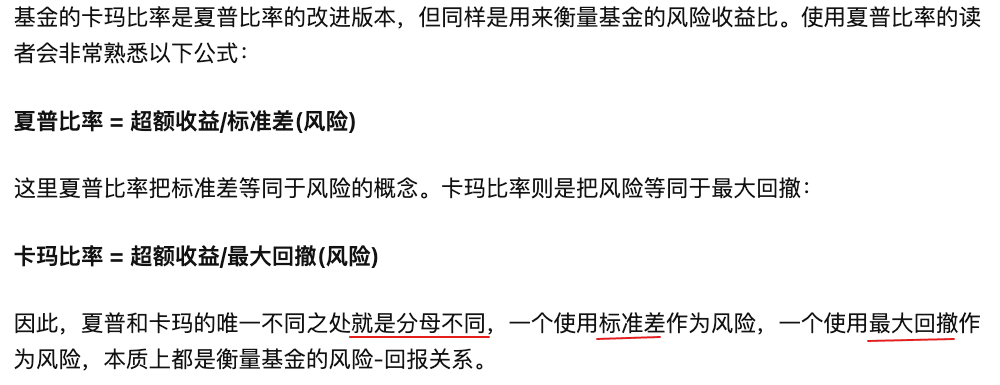 基金的卡玛比率是夏普比率的改进版本，但同样是用来衡量基金的风险收益比。使用夏普比率的读
者会非常熟悉以下公式：
夏普比率 = 超额收益/标准差(风险)
这里夏普比率把标准差等同于风险的概念。卡玛比率则是把风险等同于最大回撤：
卡玛比率 = 超额收益/最大回撤(风险)
因此，夏普和卡玛的唯一不同之处就是分母不同，一个使用标准差作为风险，一个使用最大回撤作
为风险，本质上都是衡量基金的风险-回报关系。